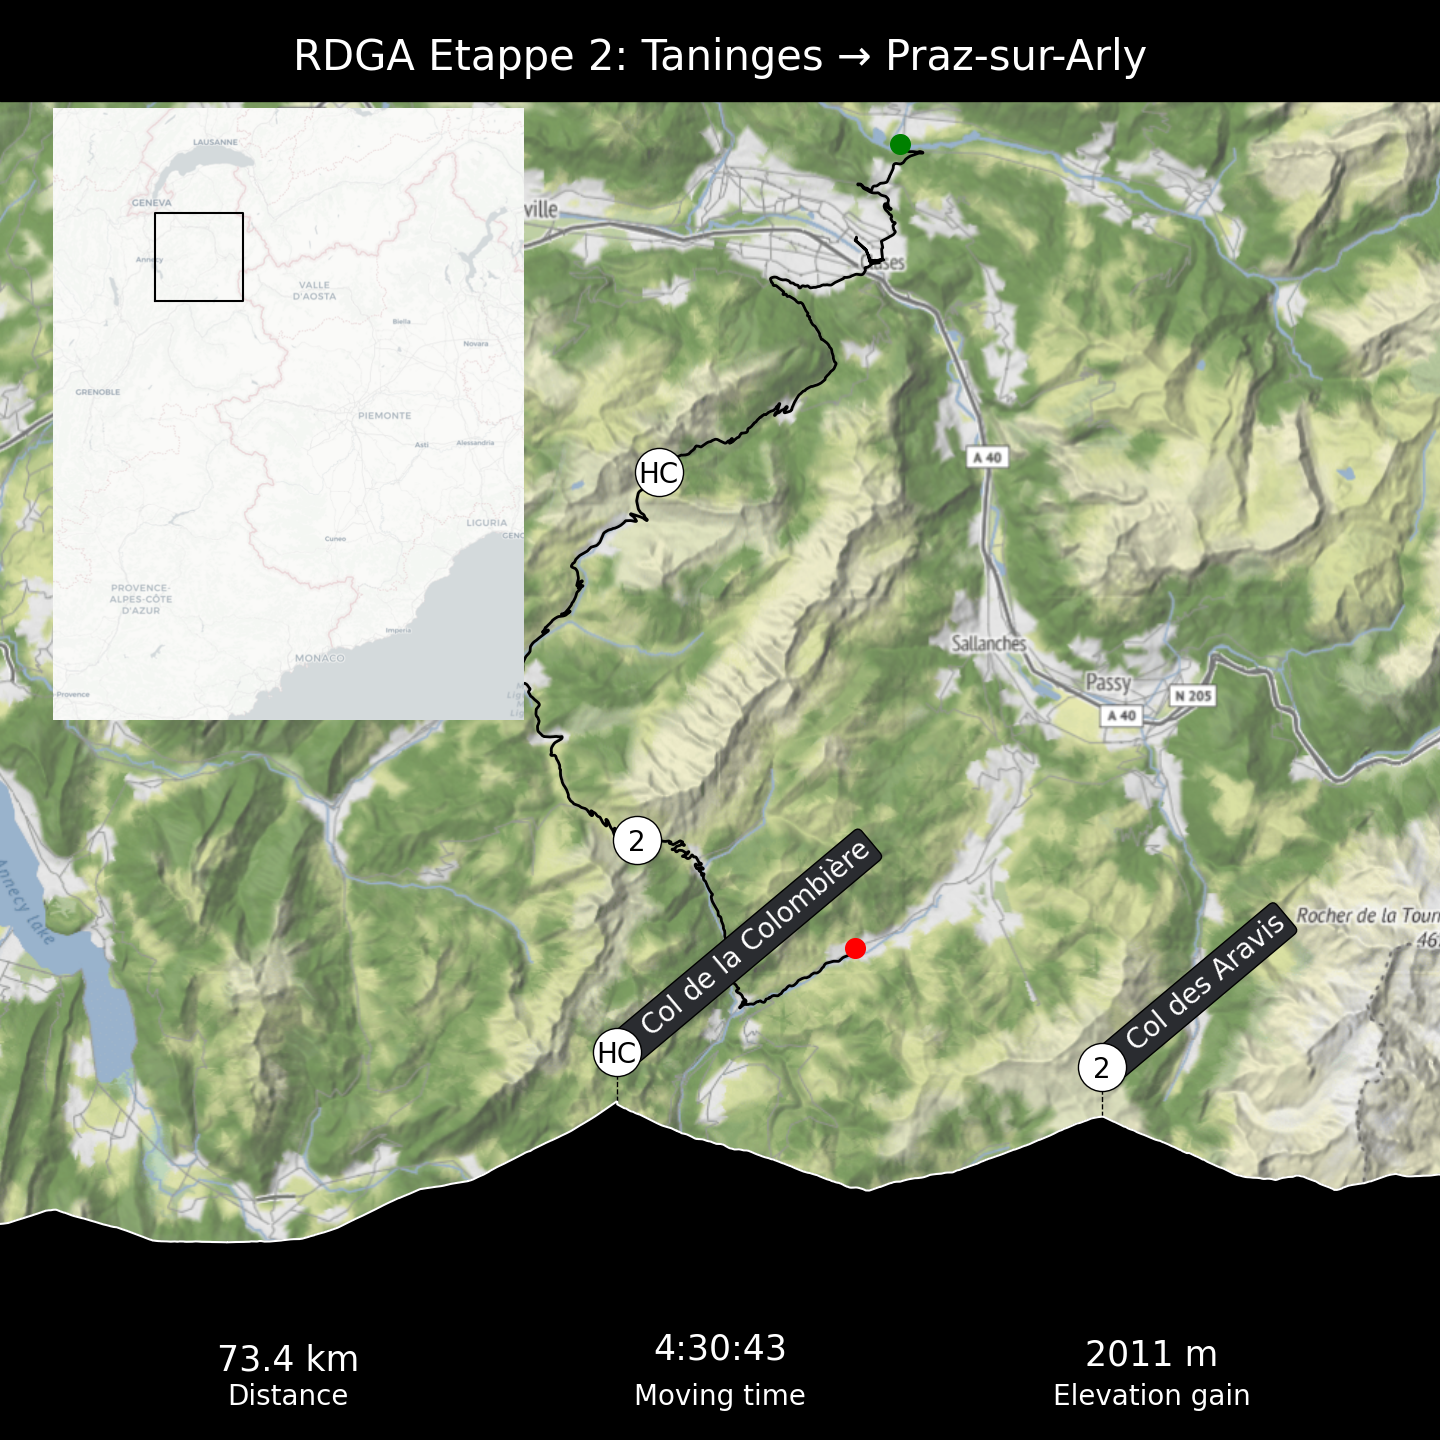 RDGA Etappe 2: Taninges → Praz-sur-Arly
LAUSANNE
GENEVA
Annecy
VALLE
D'AOSTA
Biella
Novara
GRENOBLE
PIEMONTE
Asti
Alessandria
LIGURIA
GENO
Cuneo
PROVENCE-
ALPES-CÔTE
D'AZUR
Imperia
MONACO
Provence
ville
Cluses
A 40
HC
Sallanches
Passy
N 205
A 40
2
Annecy lake
Col de la Colombière
HC
Col des Aravis
2
Rocher de la Tour
46
73.4 km
Distance
4:30:43
Moving time
2011 m
Elevation gain